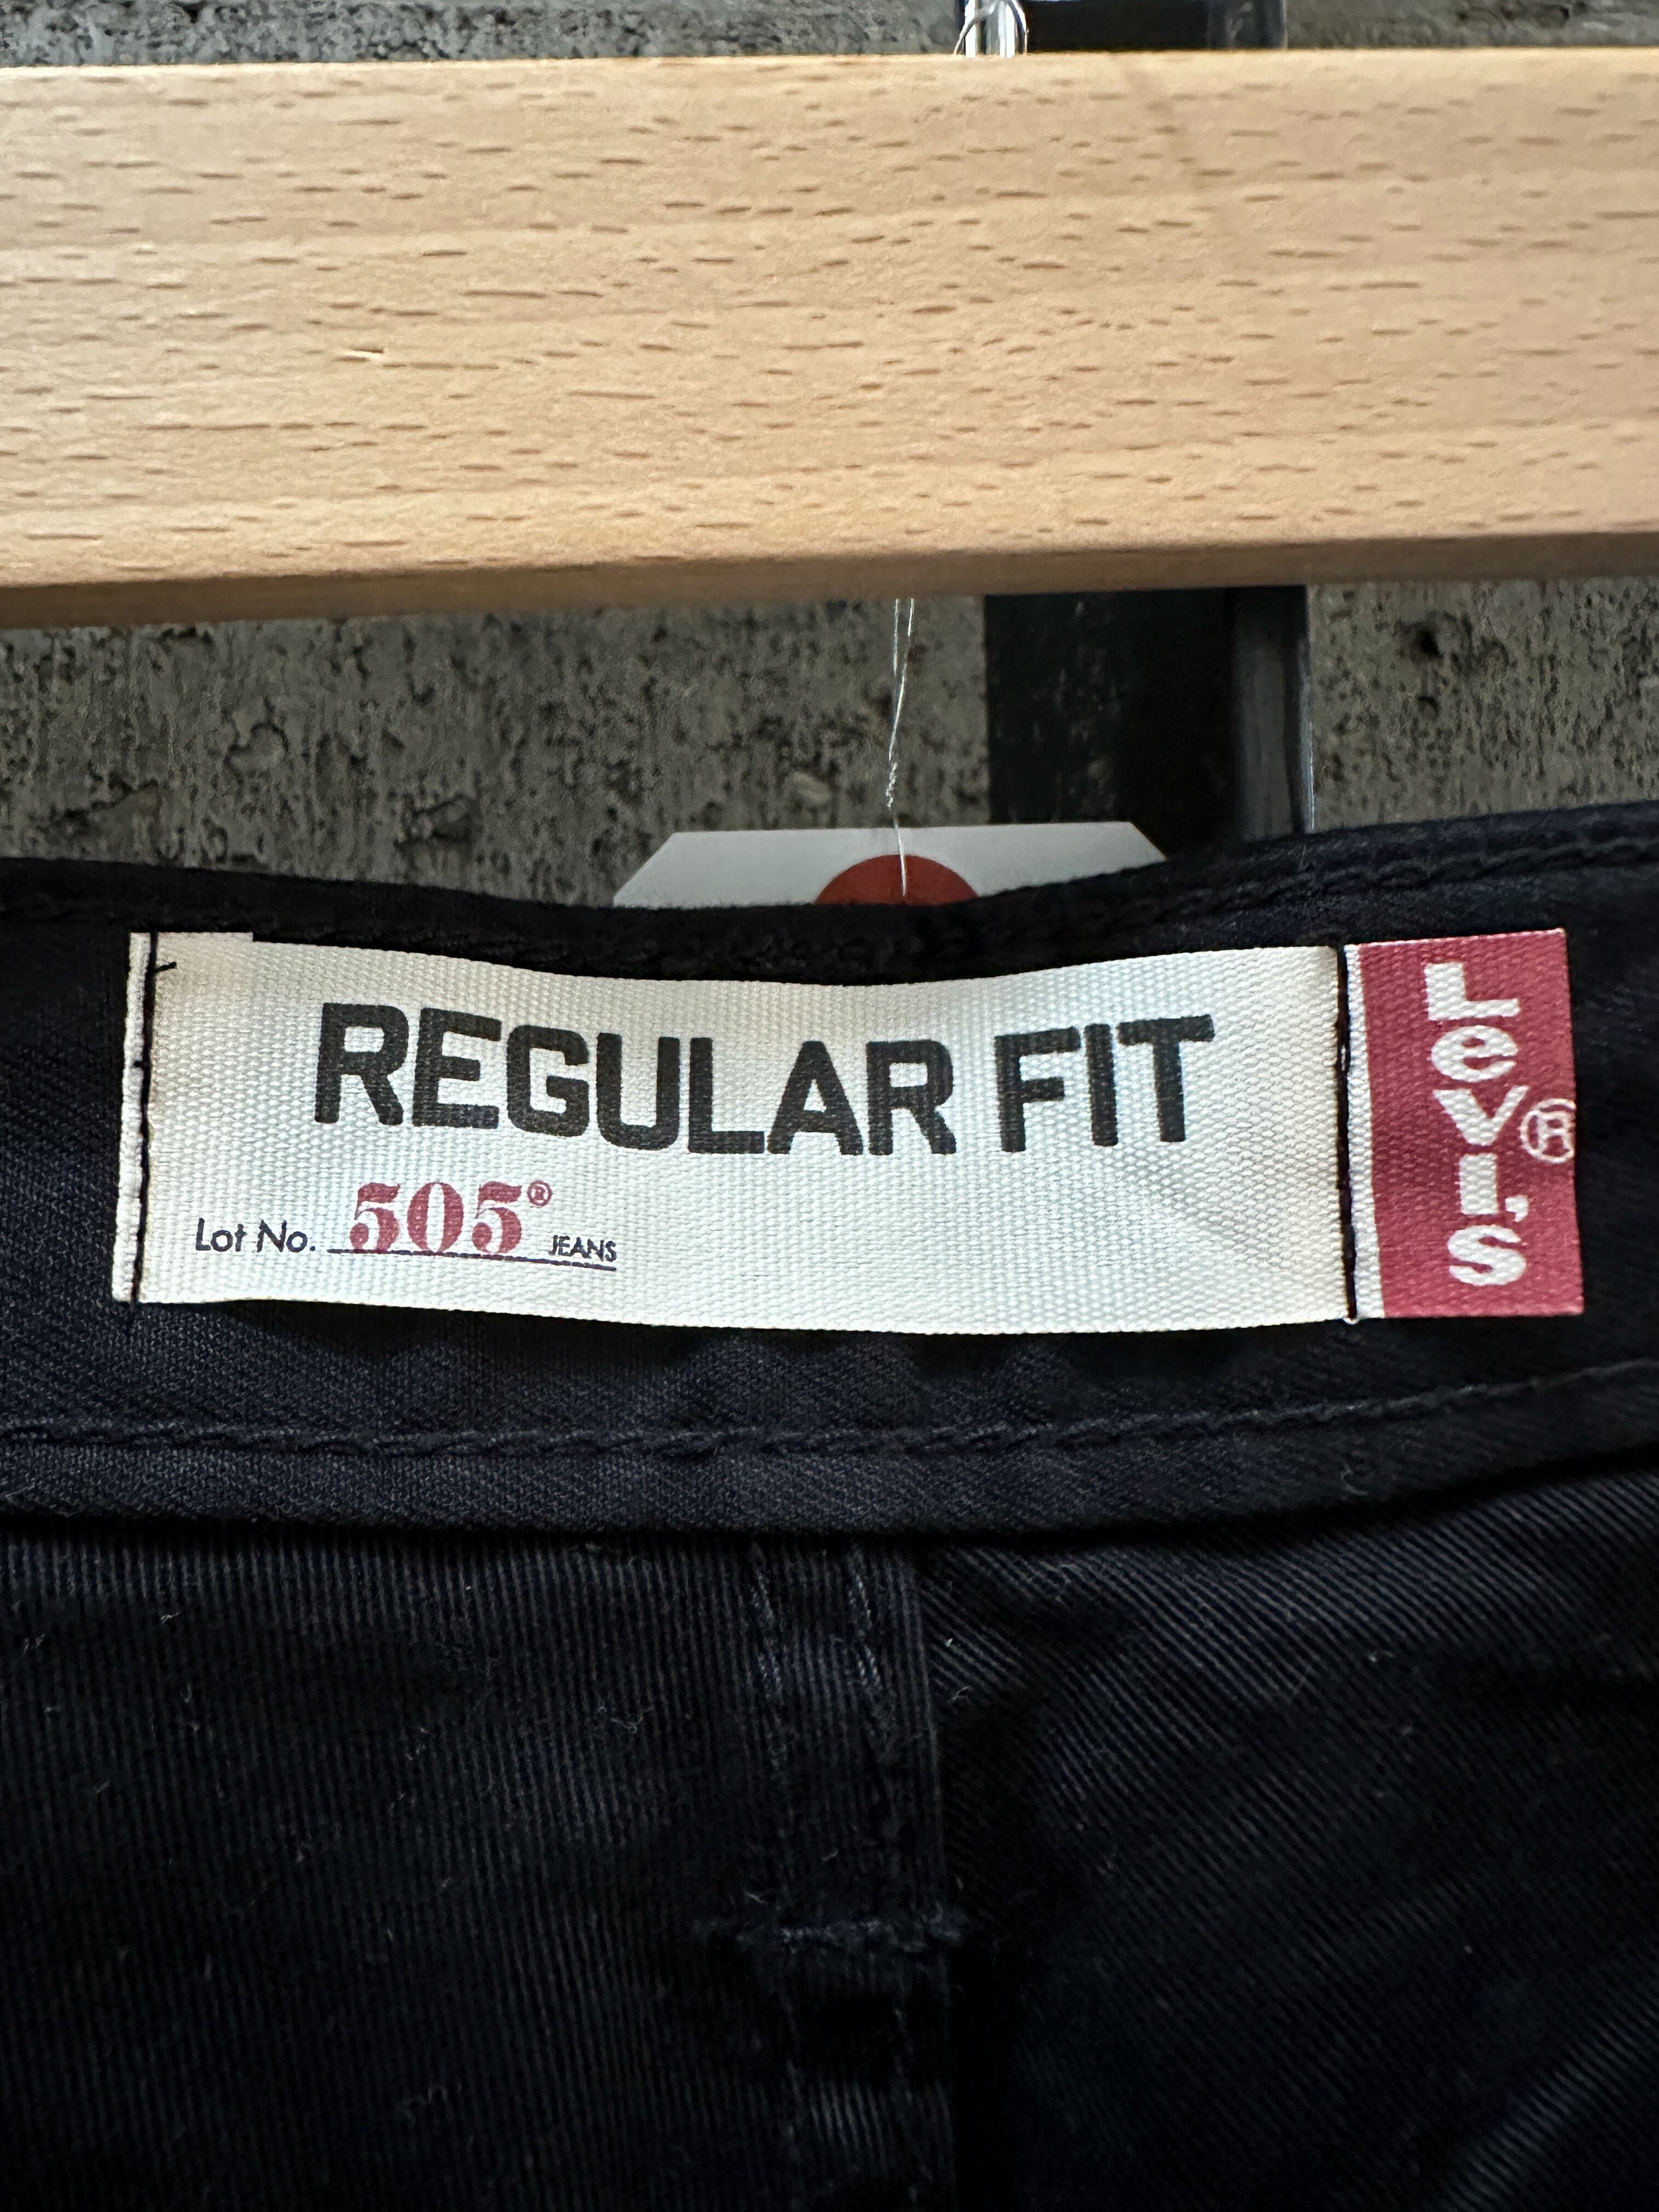 REGULAR FIT
Lot No. 505® JEANS
Levi's®